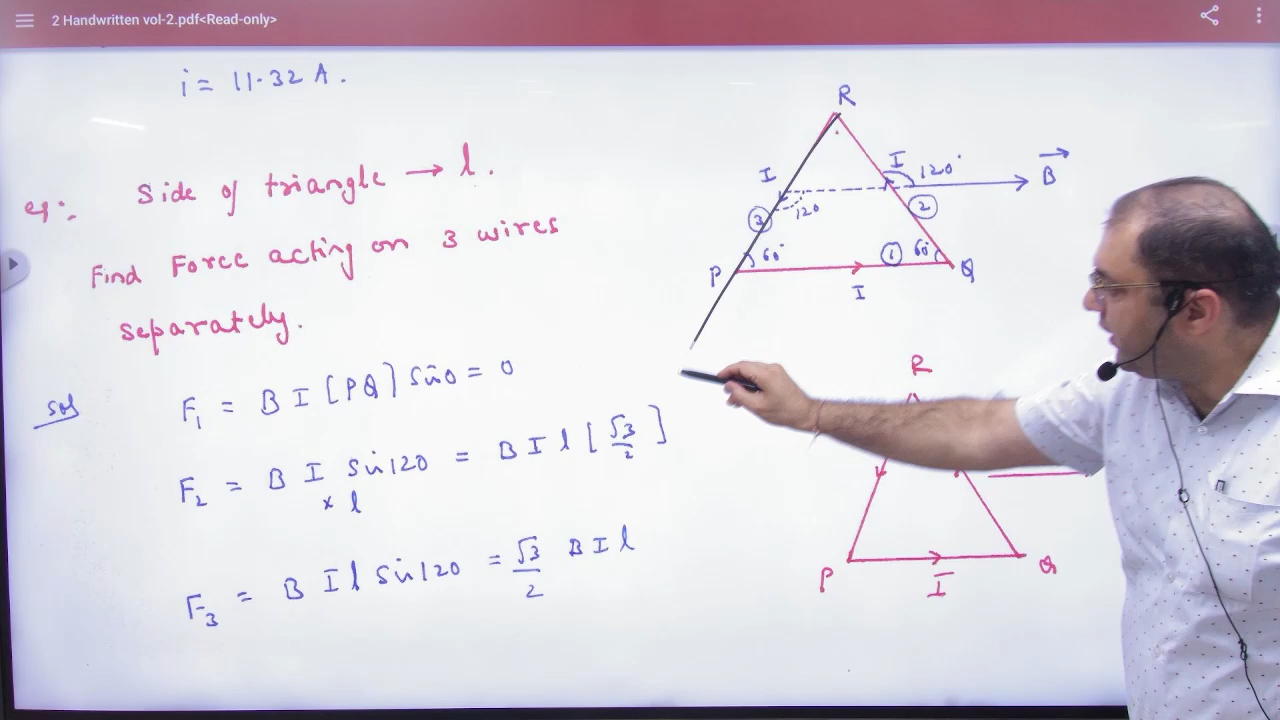 2 Handwritten vol-2.pdf<Read-only>
i = 11.32 A.
eg:- Side of triangle → l.
Find Force acting on 3 wires
separately.
sol
F₁ = B I [PQ] Sin0 = 0
F₂ = B I Sin120 = B I l [√3/2]
x l
F₃ = B I l Sin120 = √3/2 B I l
R
I
I 120°
B
120
③
②
P
60°
①
60°
Q
I
R
P
I
Q